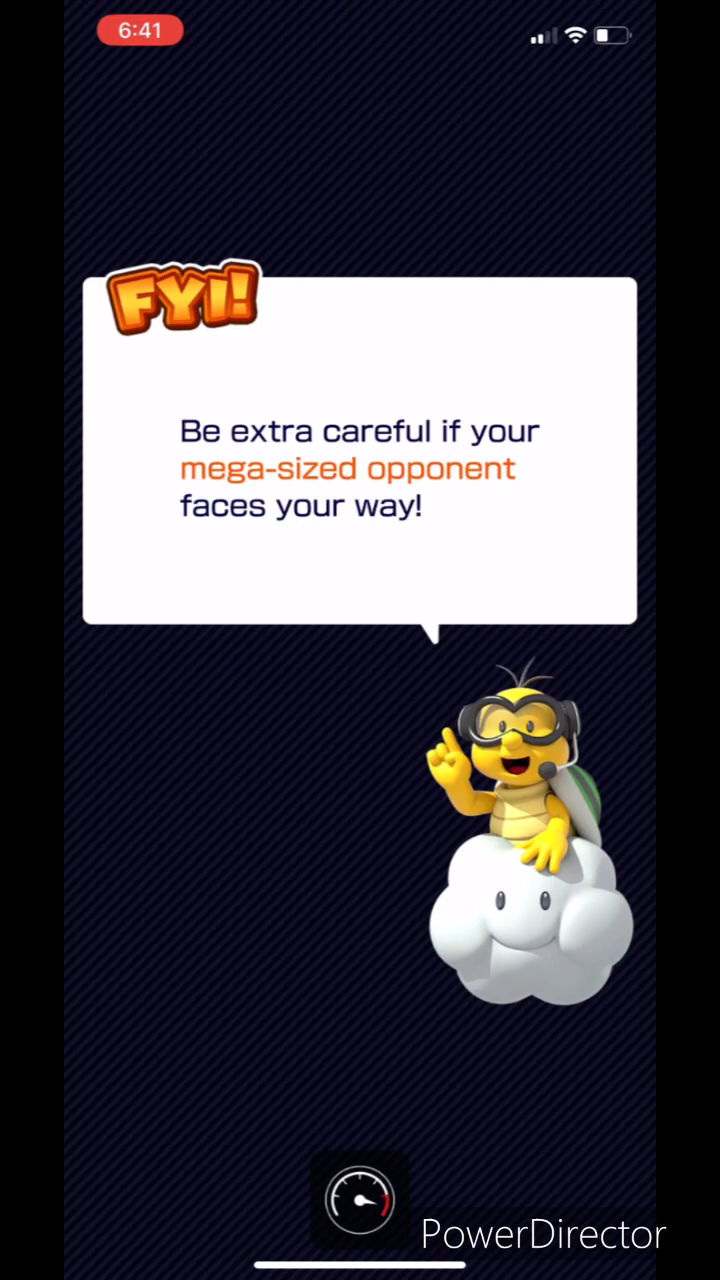 6:41
FYI!
Be extra careful if your
mega-sized opponent
faces your way!
PowerDirector